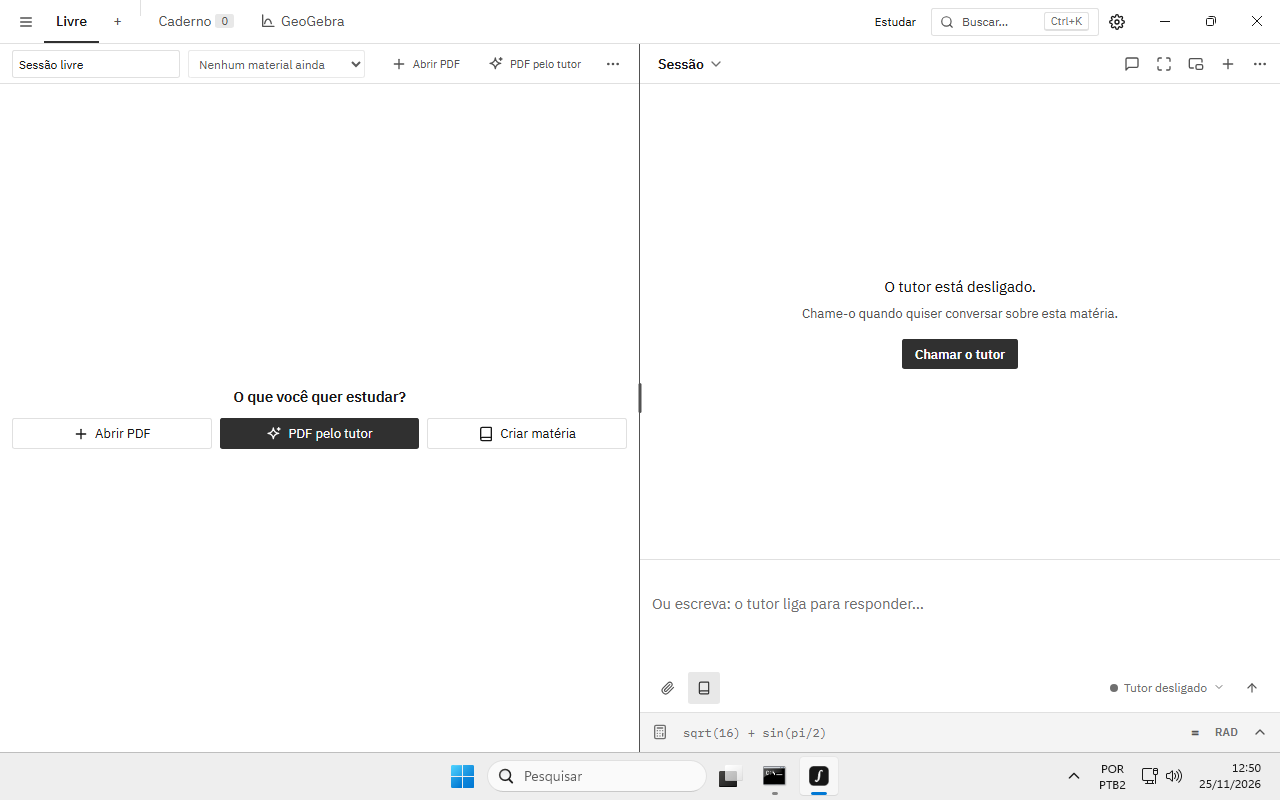 Livre
+
Caderno 0
GeoGebra
Estudar
Buscar... Ctrl+K
Sessão livre
Nenhum material ainda
Abrir PDF
PDF pelo tutor
Sessão
O tutor está desligado.
Chame-o quando quiser conversar sobre esta matéria.
Chamar o tutor
O que você quer estudar?
Abrir PDF
PDF pelo tutor
Criar matéria
Ou escreva: o tutor liga para responder...
Tutor desligado
sqrt(16) + sin(pi/2)
= RAD
Pesquisar
POR
PTB2
12:50
25/11/2026